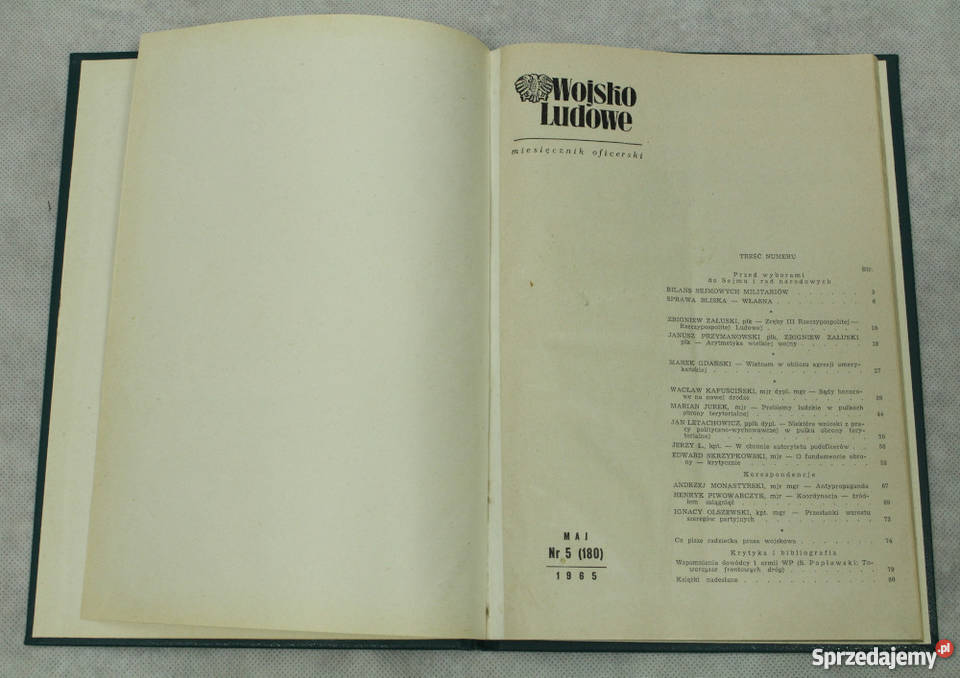 Wojsko
Ludowe
miesięcznik oficerski
TREŚĆ NUMERU
Str.
Przed wyborami
do Sejmu i rad narodowych
BILANS SEJMOWYCH MILITARIÓW
SPRAWA BLISKA — WŁASNA
*
ZBIGNIEW ZAŁUSKI, płk — Zręby III Rzeczypospolitej —
Rzeczypospolitej Ludowej
JANUSZ PRZYMANOWSKI płk, ZBIGNIEW ZAŁUSKI
płk — Arytmetyka wielkiej wojny
*
MAREK GDAŃSKI — Wietnam w obliczu agresji amery-
kańskiej 27
*
WACŁAW KAPUŚCIŃSKI, mjr dypl. mgr — Sądy honoro-
we na nowej drodze
MARIAN JUREK, mjr — Problemy ludzkie w pułkach
obrony terytorialnej
JAN LETACHOWICZ, ppłk dypl. — Niektóre wnioski z pra-
cy polityczno-wychowawczej w pułku obrony tery-
torialnej
JERZY Ł., kpt. — W obronie autorytetu podoficerów
EDWARD SKRZYPKOWSKI, mjr — O fundamencie obro-
ny — krytycznie
Korespondencje
ANDRZEJ MONASTYRSKI, mjr mgr — Antypropaganda 67
HENRYK PIWOWARCZYK, mjr — Koordynacja — źród-
łem osiągnięć
IGNACY OLSZEWSKI, kpt. mgr — Przesłanki wzrostu
szeregów partyjnych
*
Co pisze radziecka prasa wojskowa
Krytyka i bibliografia
Wspomnienia dowódcy 1 armii WP (S. Popławski: To-
warzysze frontowych dróg) 79
Książki nadesłane 80
MAJ
Nr 5 (180)
1965
Sprzedajemy.pl